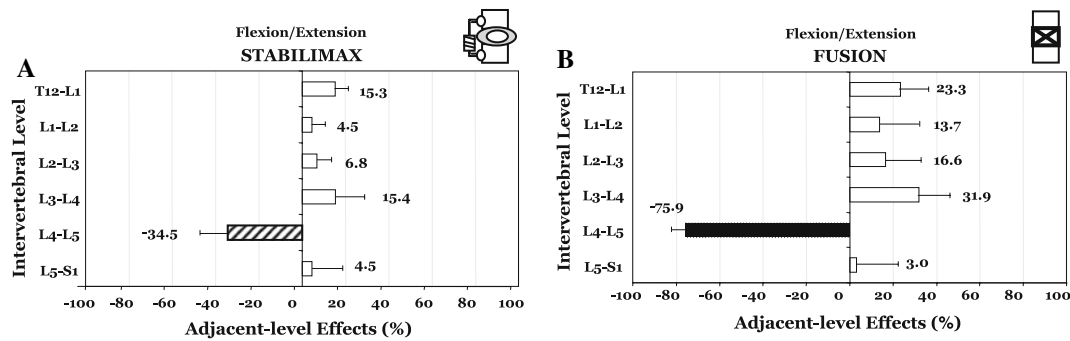 Flexion/Extension
STABILIMAX
A
Intervertebral Level
T12-L1
15.3
L1-L2
4.5
L2-L3
6.8
L3-L4
15.4
L4-L5
-34.5
L5-S1
4.5
-100 -80 -60 -40 -20 0 20 40 60 80 100
Adjacent-level Effects (%)
Flexion/Extension
FUSION
B
Intervertebral Level
T12-L1
23.3
L1-L2
13.7
L2-L3
16.6
L3-L4
31.9
-75.9
L4-L5
L5-S1
3.0
-100 -80 -60 -40 -20 0 20 40 60 80 100
Adjacent-level Effects (%)